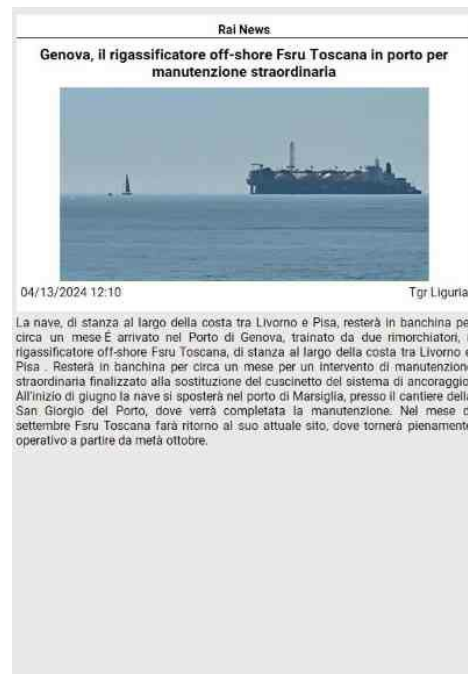 Rai News
Genova, il rigassificatore off-shore Fsru Toscana in porto per
manutenzione straordinaria
04/13/2024 12:10
Tgr Liguria
La nave, di stanza al largo della costa tra Livorno e Pisa, resterà in banchina per
circa un mese È arrivato nel Porto di Genova, trainato da due rimorchiatori,
rigassificatore off-shore Fsru Toscana, di stanza al largo della costa tra Livorno e
Pisa . Resterà in banchina per circa un mese per un intervento di manutenzione
straordinaria finalizzato alla sostituzione del cuscinetto del sistema di ancoraggio.
All'inizio di giugno la nave si sposterà nel porto di Marsiglia, presso il cantiere della
San Giorgio del Porto, dove verrà completata la manutenzione. Nel mese
settembre Fsru Toscana farà ritorno al suo attuale sito, dove tornerà pienamente
operativo a partire da metà ottobre.